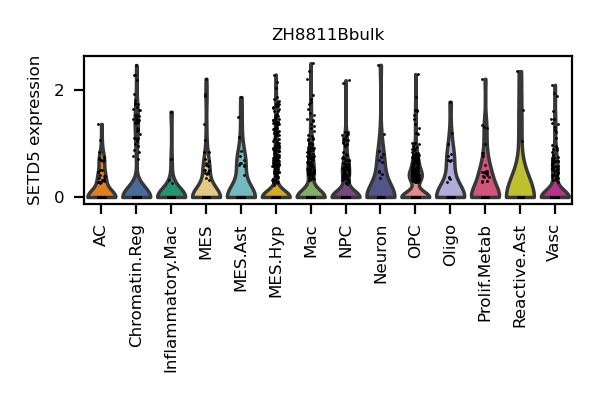 ZH8811Bbulk
SETD5 expression
2
0
AC
Chromatin.Reg
Inflammatory.Mac
MES
MES.Ast
MES.Hyp
Mac
NPC
Neuron
OPC
Oligo
Prolif.Metab
Reactive.Ast
Vasc